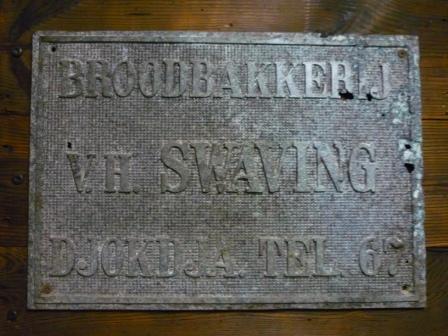 BROODBAKKERIJ
V.H. SWAVING
DJOKDJA. TEL. 67